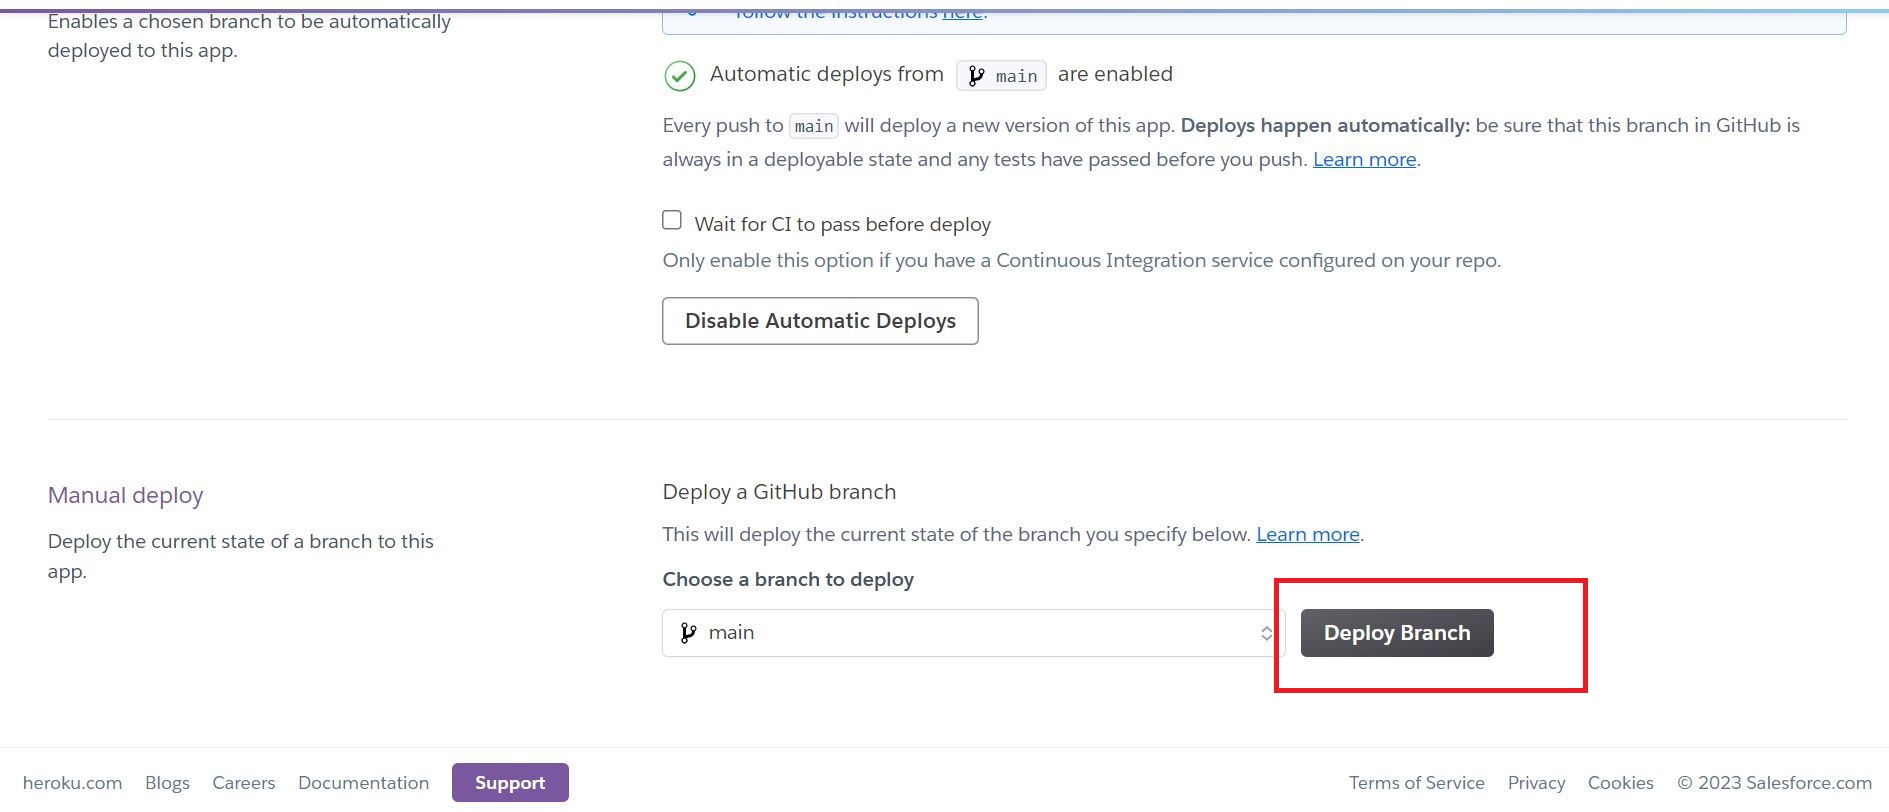 Enables a chosen branch to be automatically
deployed to this app.
follow the instructions here.
Automatic deploys from main are enabled
Every push to main will deploy a new version of this app. Deploys happen automatically: be sure that this branch in GitHub is
always in a deployable state and any tests have passed before you push. Learn more.
Wait for CI to pass before deploy
Only enable this option if you have a Continuous Integration service configured on your repo.
Disable Automatic Deploys
Manual deploy
Deploy the current state of a branch to this
app.
Deploy a GitHub branch
This will deploy the current state of the branch you specify below. Learn more.
Choose a branch to deploy
main
Deploy Branch
heroku.com Blogs Careers Documentation Support Terms of Service Privacy Cookies © 2023 Salesforce.com